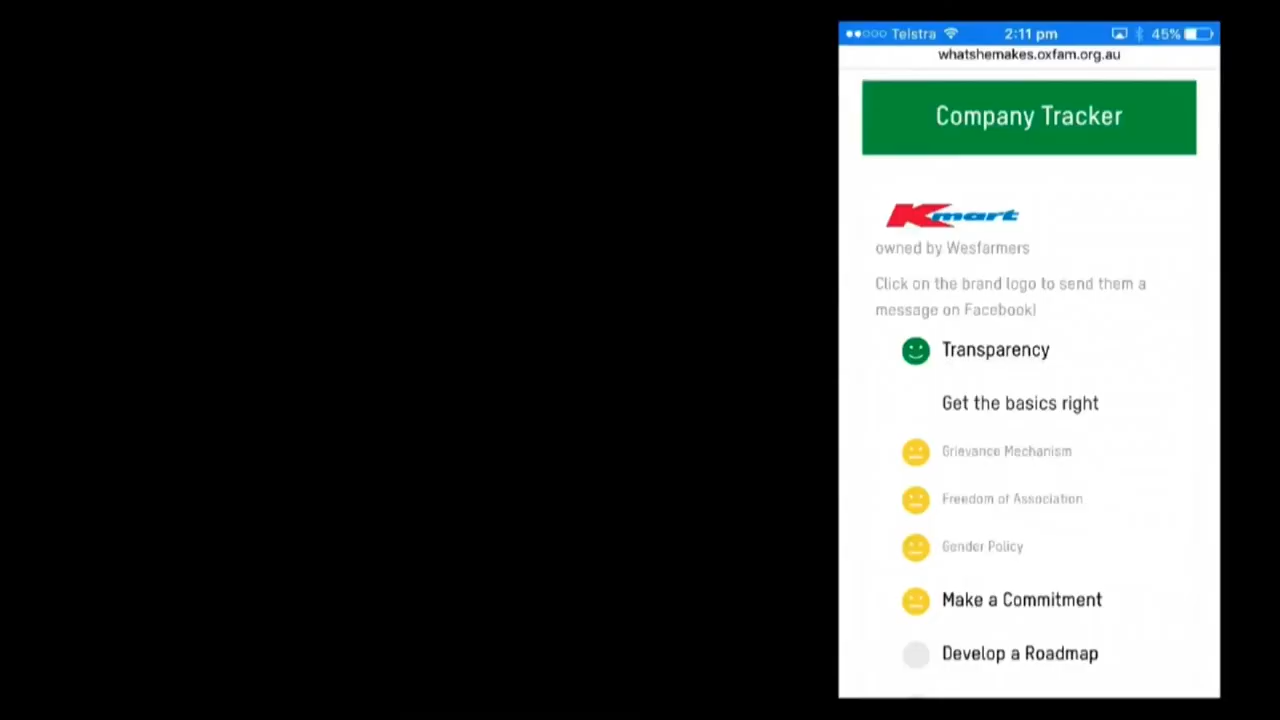 Telstra 2:11 pm 45%
whatshemakes.oxfam.org.au
Company Tracker
Kmart
owned by Wesfarmers
Click on the brand logo to send them a
message on Facebook!
Transparency
Get the basics right
Grievance Mechanism
Freedom of Association
Gender Policy
Make a Commitment
Develop a Roadmap